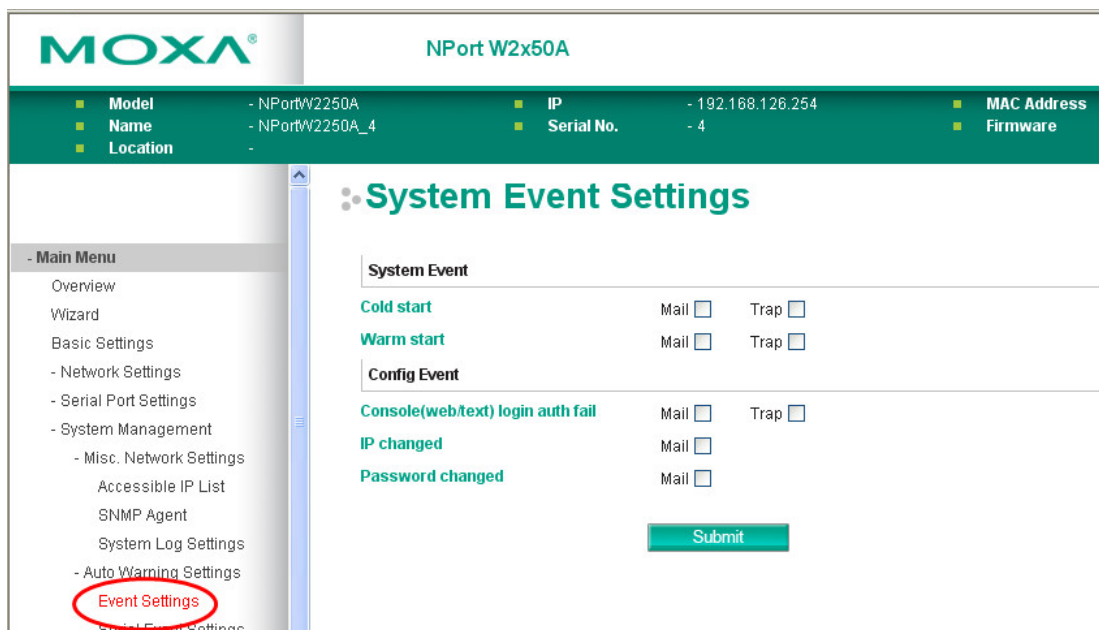 MOXA®
NPort W2x50A
Model - NPortW2250A IP - 192.168.126.254 MAC Address
Name - NPortW2250A_4 Serial No. - 4 Firmware
Location -
System Event Settings
- Main Menu
Overview
Wizard
Basic Settings
- Network Settings
- Serial Port Settings
- System Management
- Misc. Network Settings
Accessible IP List
SNMP Agent
System Log Settings
- Auto Warning Settings
Event Settings
Serial Event Settings
System Event
Cold start Mail Trap
Warm start Mail Trap
Config Event
Console(web/text) login auth fail Mail Trap
IP changed Mail
Password changed Mail
Submit